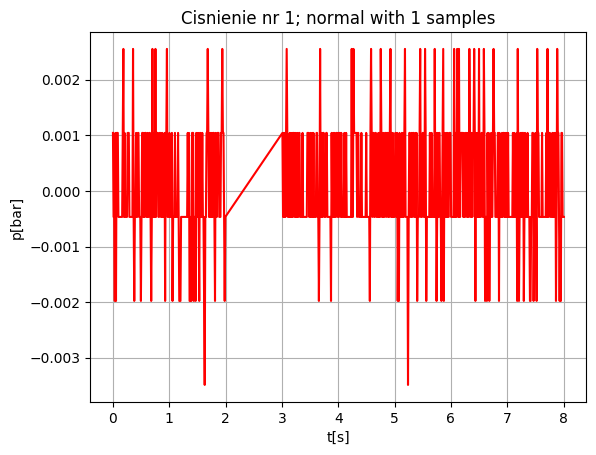 Cisnienie nr 1; normal with 1 samples
p[bar]
0.002
0.001
0.000
−0.001
−0.002
−0.003
0 1 2 3 4 5 6 7 8
t[s]